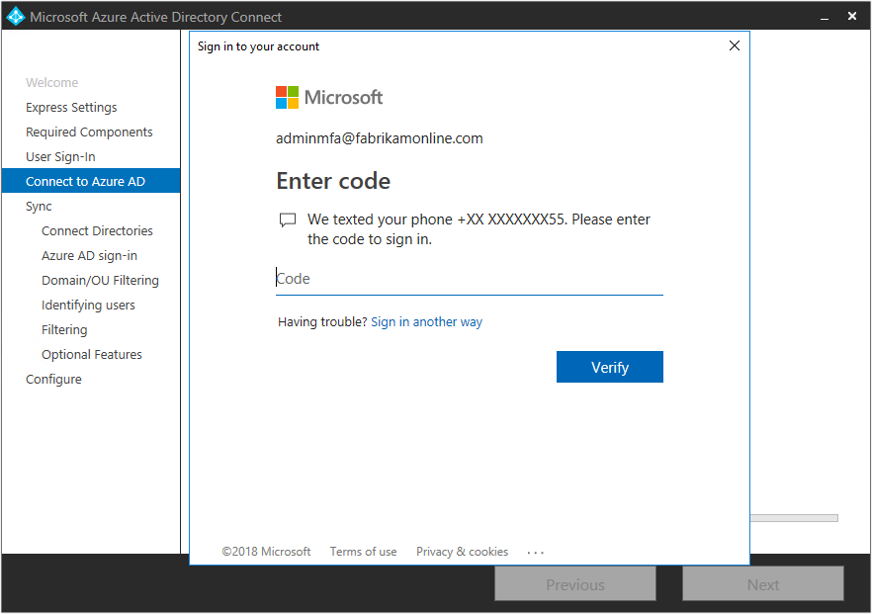 Microsoft Azure Active Directory Connect
Welcome
Express Settings
Required Components
User Sign-In
Connect to Azure AD
Sync
Connect Directories
Azure AD sign-in
Domain/OU Filtering
Identifying users
Filtering
Optional Features
Configure
Sign in to your account
Microsoft
adminmfa@fabrikamonline.com
Enter code
We texted your phone +XX XXXXXXX55. Please enter
the code to sign in.
Code
Having trouble? Sign in another way
Verify
©2018 Microsoft Terms of use Privacy & cookies ...
Previous Next